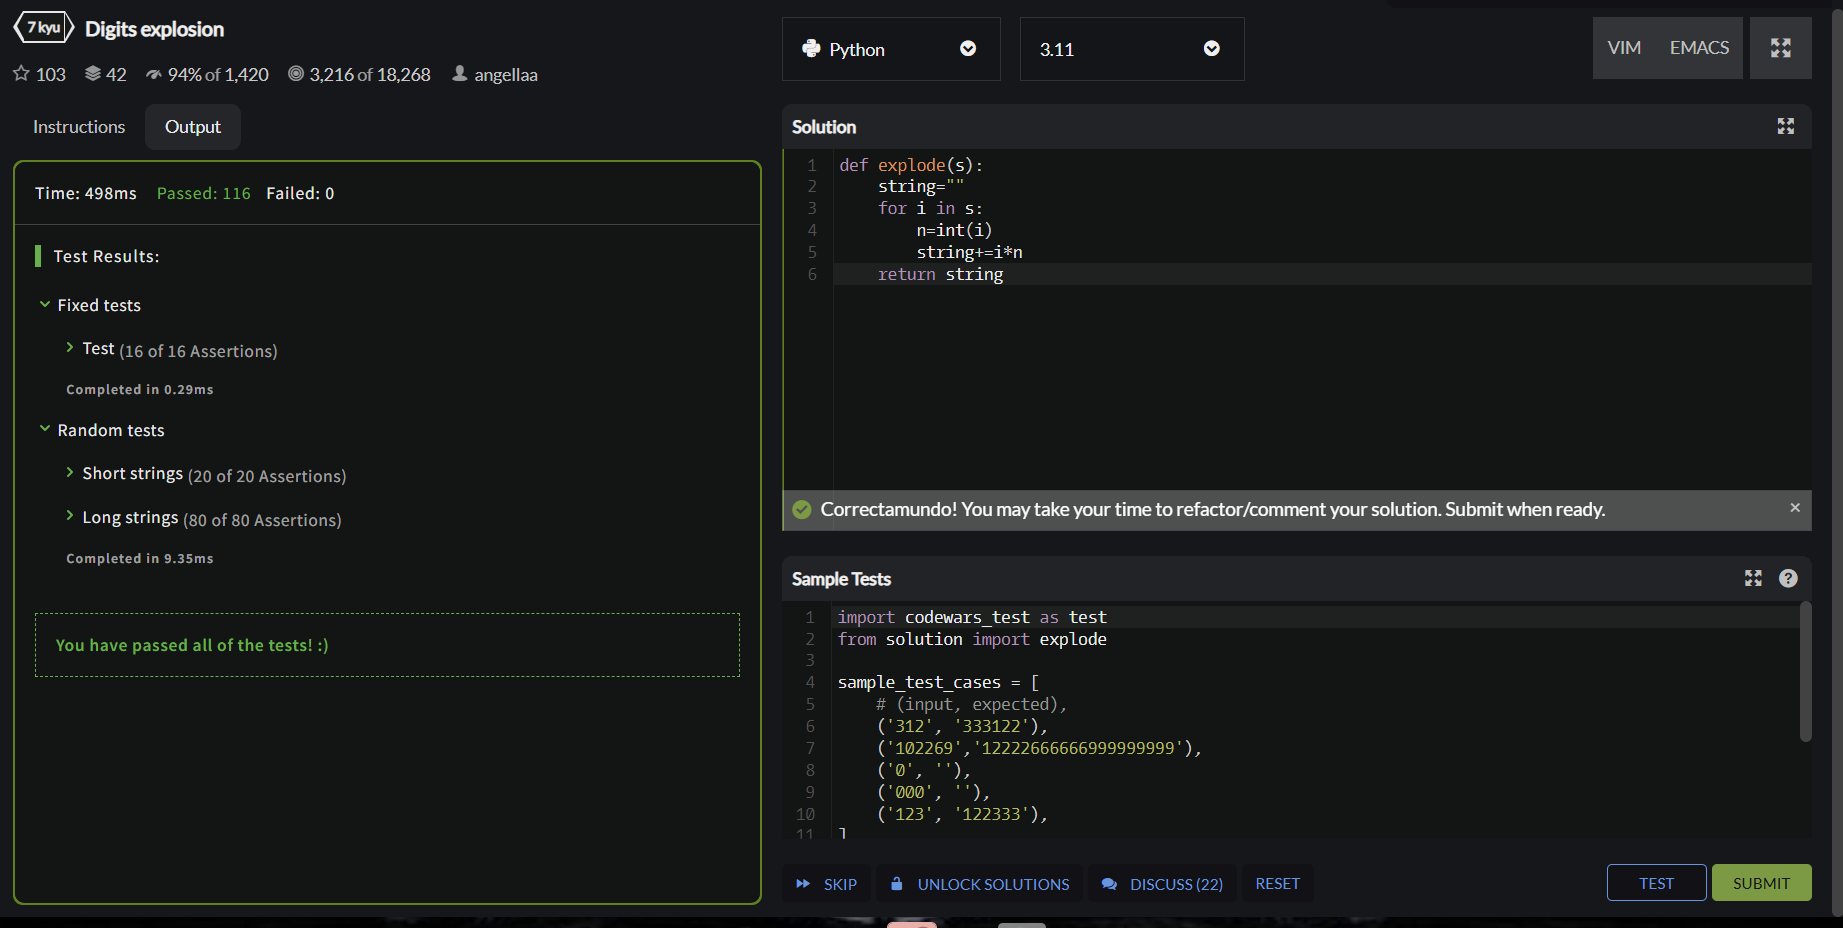 7 kyu Digits explosion
103 42 94% of 1,420 3,216 of 18,268 angellaa
Instructions Output
Time: 498ms Passed: 116 Failed: 0
Test Results:
Fixed tests
Test (16 of 16 Assertions)
Completed in 0.29ms
Random tests
Short strings (20 of 20 Assertions)
Long strings (80 of 80 Assertions)
Completed in 9.35ms
You have passed all of the tests! :)
Python 3.11 VIM EMACS
Solution
1 def explode(s):
2     string=""
3     for i in s:
4         n=int(i)
5         string+=i*n
6     return string
Correctamundo! You may take your time to refactor/comment your solution. Submit when ready. ×
Sample Tests ?
1 import codewars_test as test
2 from solution import explode
3
4 sample_test_cases = [
5     # (input, expected),
6     ('312', '333122'),
7     ('102269','12222666666999999999'),
8     ('0', ''),
9     ('000', ''),
10     ('123', '122333'),
11 ]
SKIP UNLOCK SOLUTIONS DISCUSS (22) RESET TEST SUBMIT